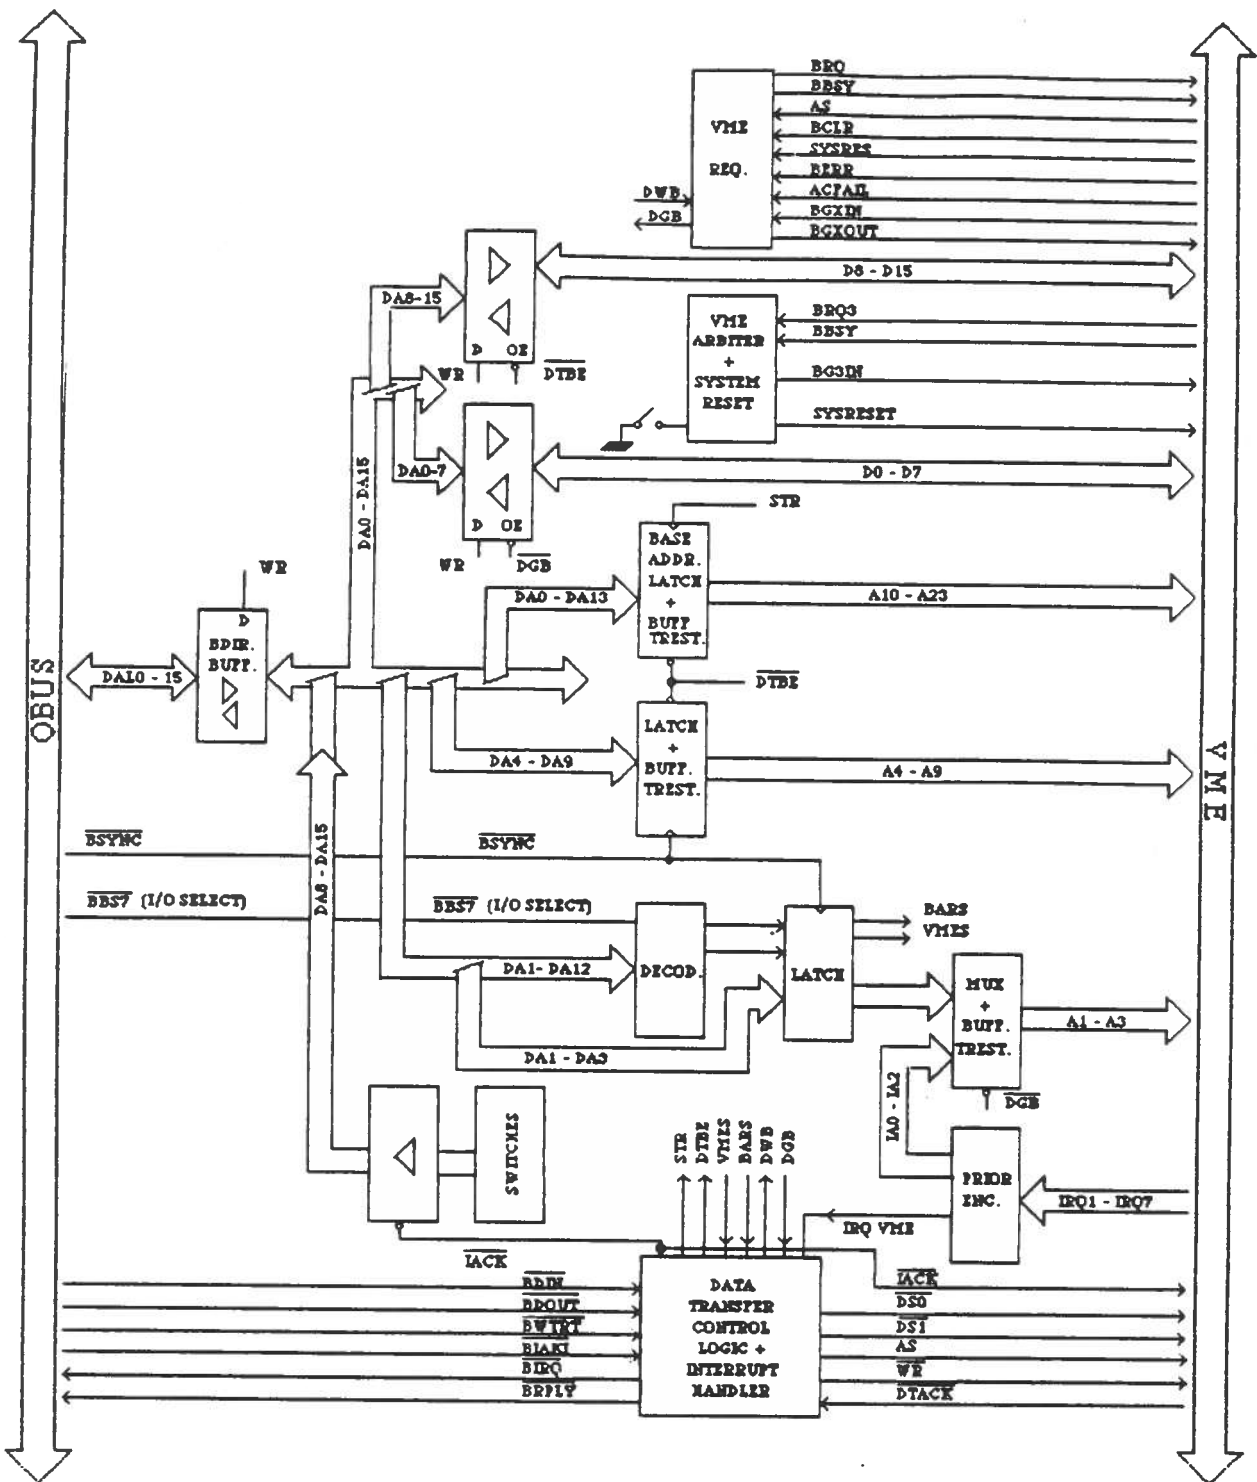 BRQ
BBSY
AS
BCLR
SYSRES
BERR
ACFAIL
BGXIN
BGXOUT
VME
REQ.
DWB
DGB
D8 - D15
DA8-15
D OE
WR
DTBE
VME
ARBITER
+
SYSTEM
RESET
BRQ3
BBSY
BG3IN
SYSRESET
DA0-7
D0 - D7
D OE
WR
DGB
DA0 - DA15
STR
BASE
ADDR.
LATCH
+
BUFF
TREST.
DA0 - DA13
A10 - A23
WR
D
BDIR.
BUFF.
DAL0 - 15
QBUS
DTBE
LATCH
+
BUFF.
TREST.
DA4 - DA9
A4 - A9
VME
BSYNC
BSYNC
DA8 - DA15
BBS7 (I/O SELECT)
BBS7 (I/O SELECT)
BARS
VMES
DA1- DA12
DECOD.
LATCH
MUX
+
BUFF.
TREST.
A1 - A3
DA1 - DA3
IA0 - IA2
DGB
SWITCHES
STR
DTBE
VMES
BARS
DWB
DGB
PRIOR
ENC.
IRQ1 - IRQ7
IRQ VME
IACK
BDIN
BDOUT
BWTRT
BIAKI
BIRQ
BRPLY
DATA
TRANSFER
CONTROL
LOGIC +
INTERRUPT
HANDLER
IACK
DS0
DS1
AS
WR
DTACK